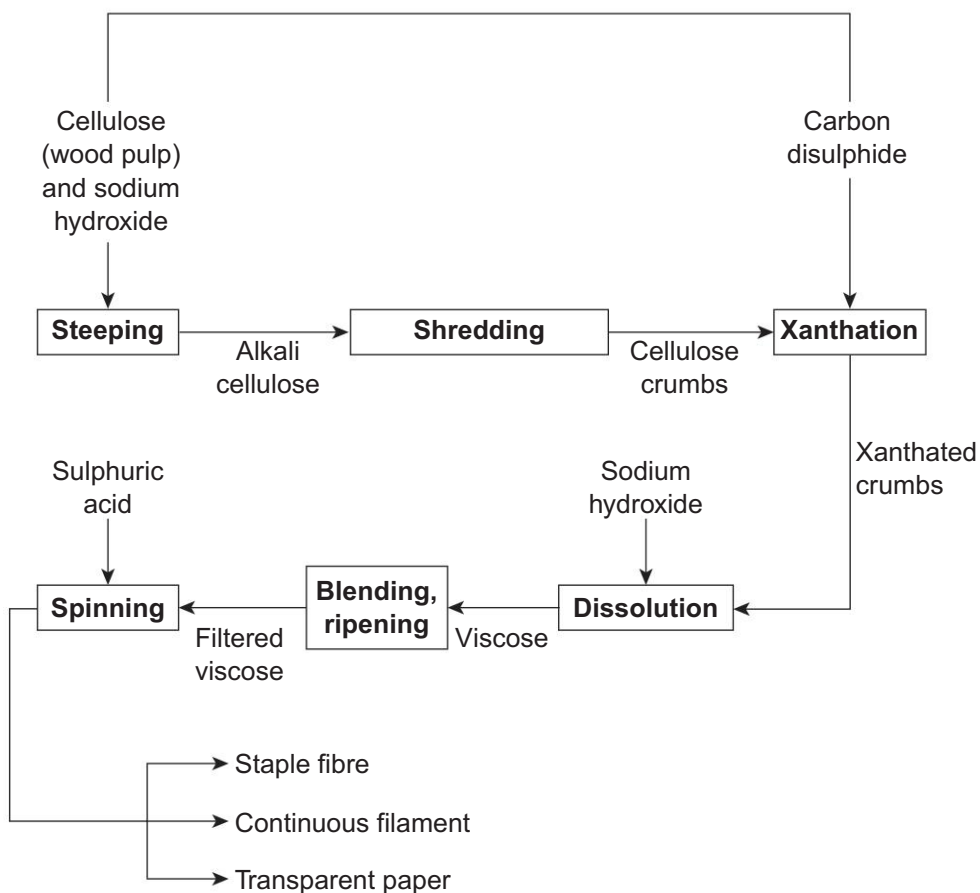 Cellulose
(wood pulp)
and sodium
hydroxide
Carbon
disulphide
Steeping
Alkali
cellulose
Shredding
Cellulose
crumbs
Xanthation
Xanthated
crumbs
Sulphuric
acid
Sodium
hydroxide
Spinning
Filtered
viscose
Blending,
ripening
Viscose
Dissolution
Staple fibre
Continuous filament
Transparent paper